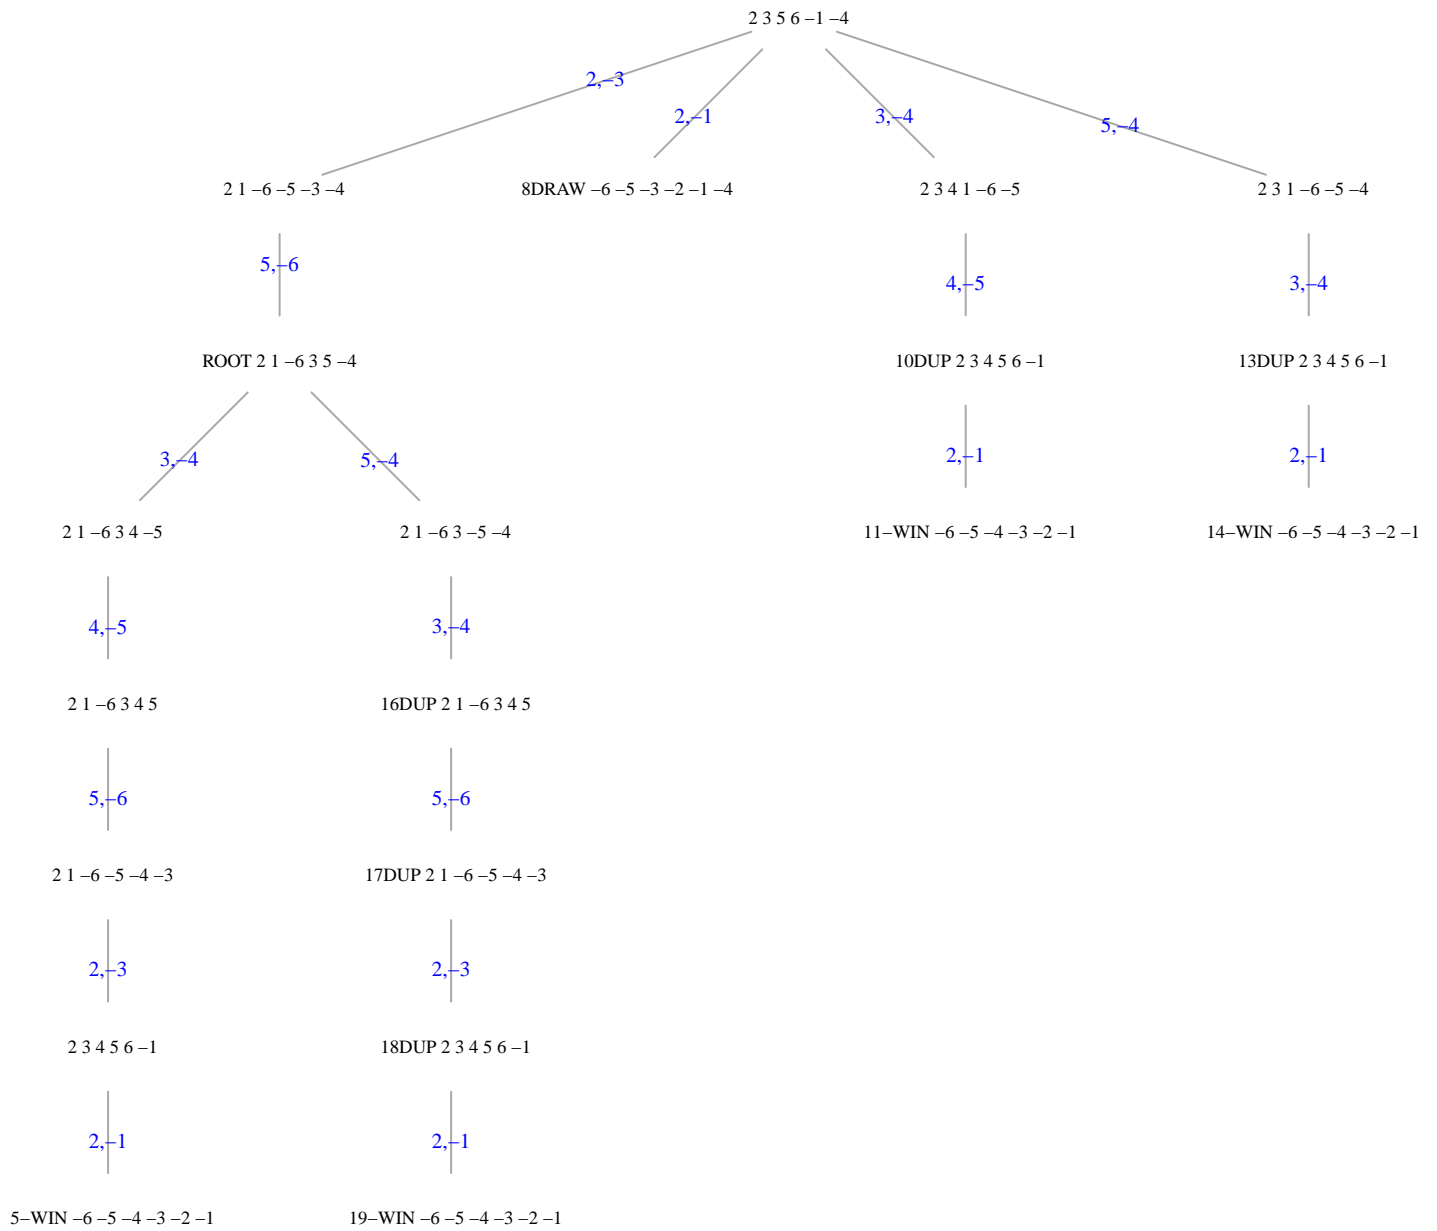 2 3 5 6 −1 −4
2,−3
2,−1
3,−4
5,−4
2 1 −6 −5 −3 −4
8DRAW −6 −5 −3 −2 −1 −4
2 3 4 1 −6 −5
2 3 1 −6 −5 −4
5,−6
4,−5
3,−4
ROOT 2 1 −6 3 5 −4
10DUP 2 3 4 5 6 −1
13DUP 2 3 4 5 6 −1
3,−4
5,−4
2,−1
2,−1
2 1 −6 3 4 −5
2 1 −6 3 −5 −4
11−WIN −6 −5 −4 −3 −2 −1
14−WIN −6 −5 −4 −3 −2 −1
4,−5
3,−4
2 1 −6 3 4 5
16DUP 2 1 −6 3 4 5
5,−6
5,−6
2 1 −6 −5 −4 −3
17DUP 2 1 −6 −5 −4 −3
2,−3
2,−3
2 3 4 5 6 −1
18DUP 2 3 4 5 6 −1
2,−1
2,−1
5−WIN −6 −5 −4 −3 −2 −1
19−WIN −6 −5 −4 −3 −2 −1